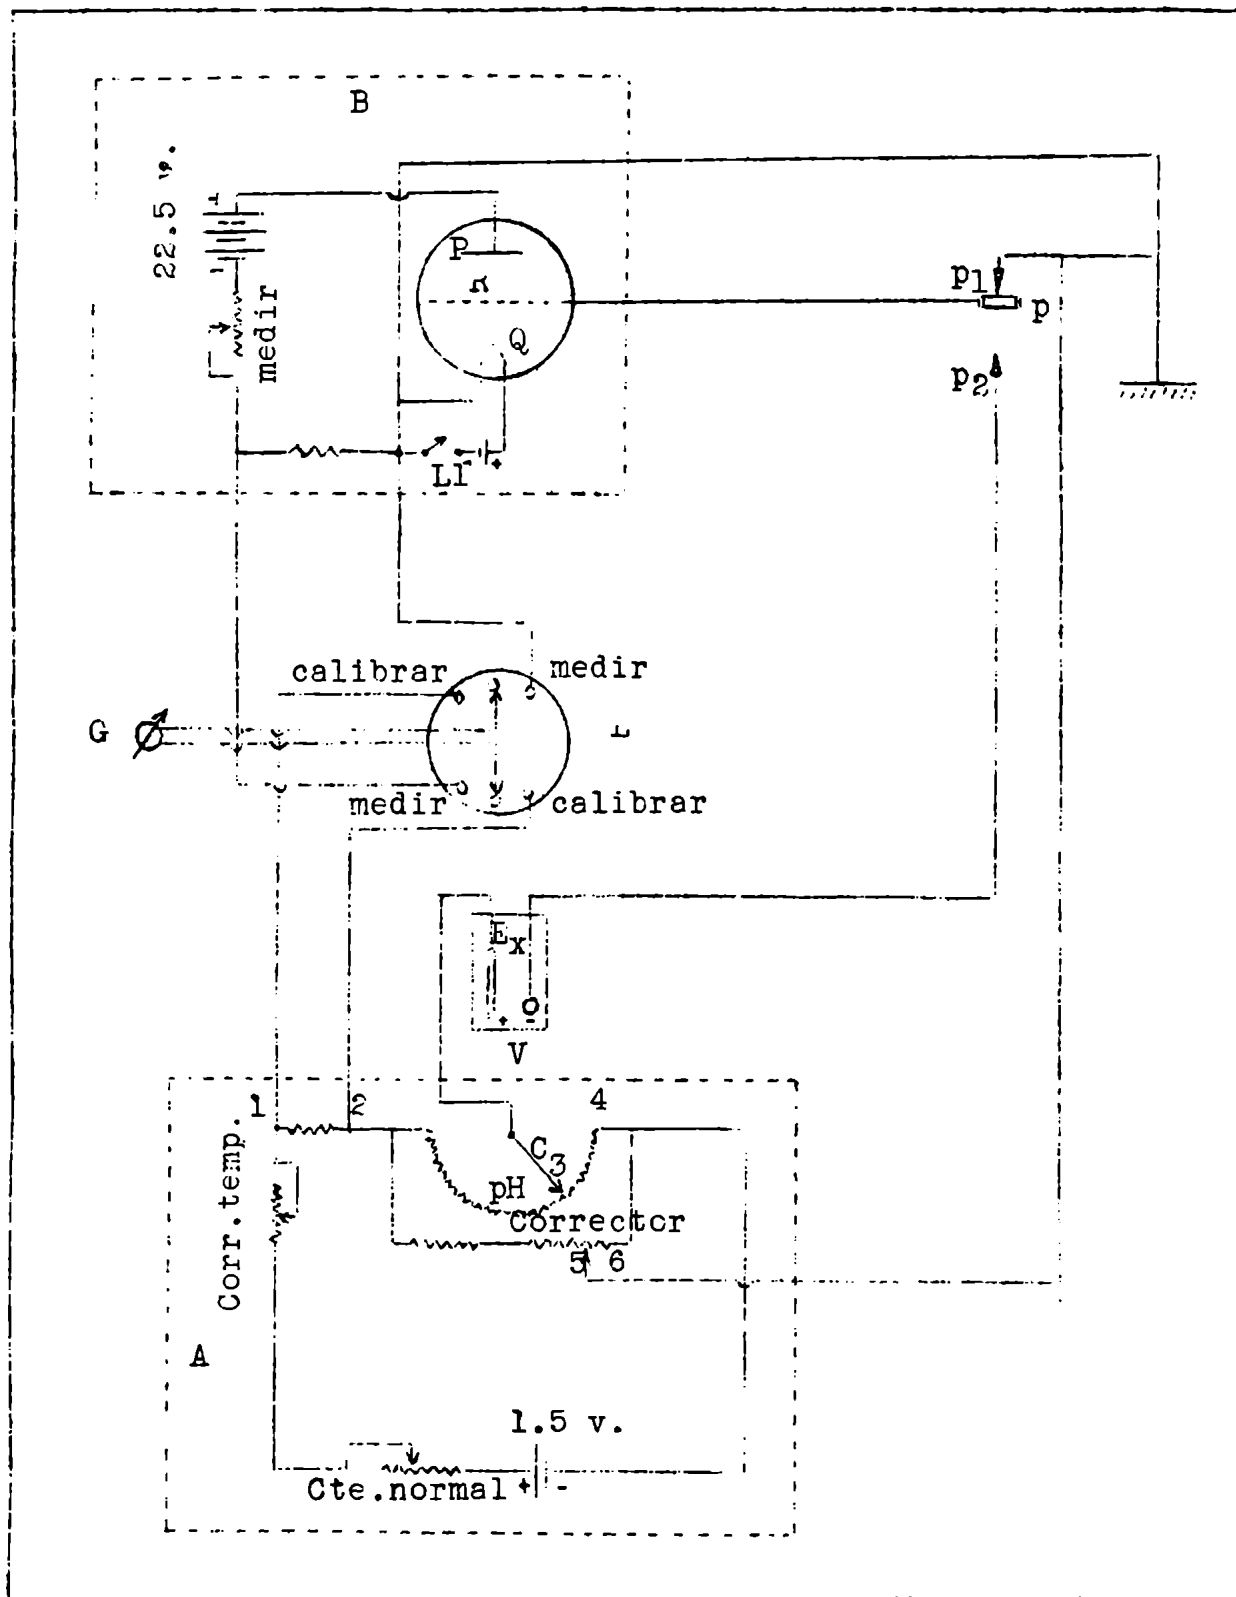 B
22.5 v.
medir
P
Q
Ll
- +
p1
p
p2
calibrar
medir
G
medir
calibrar
Ex
+ -
V
1
2
4
C3
pH
Corrector
5 6
Corr.temp.
A
1.5 v.
Cte.normal + -